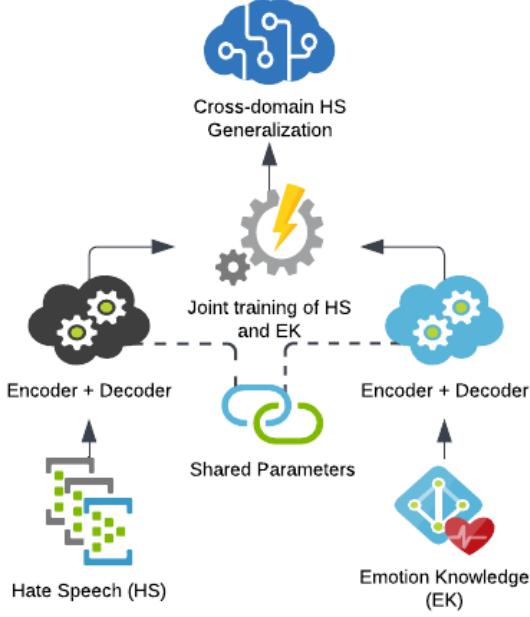 Cross-domain HS
Generalization
Joint training of HS
and EK
Encoder + Decoder
Encoder + Decoder
Shared Parameters
Hate Speech (HS)
Emotion Knowledge
(EK)